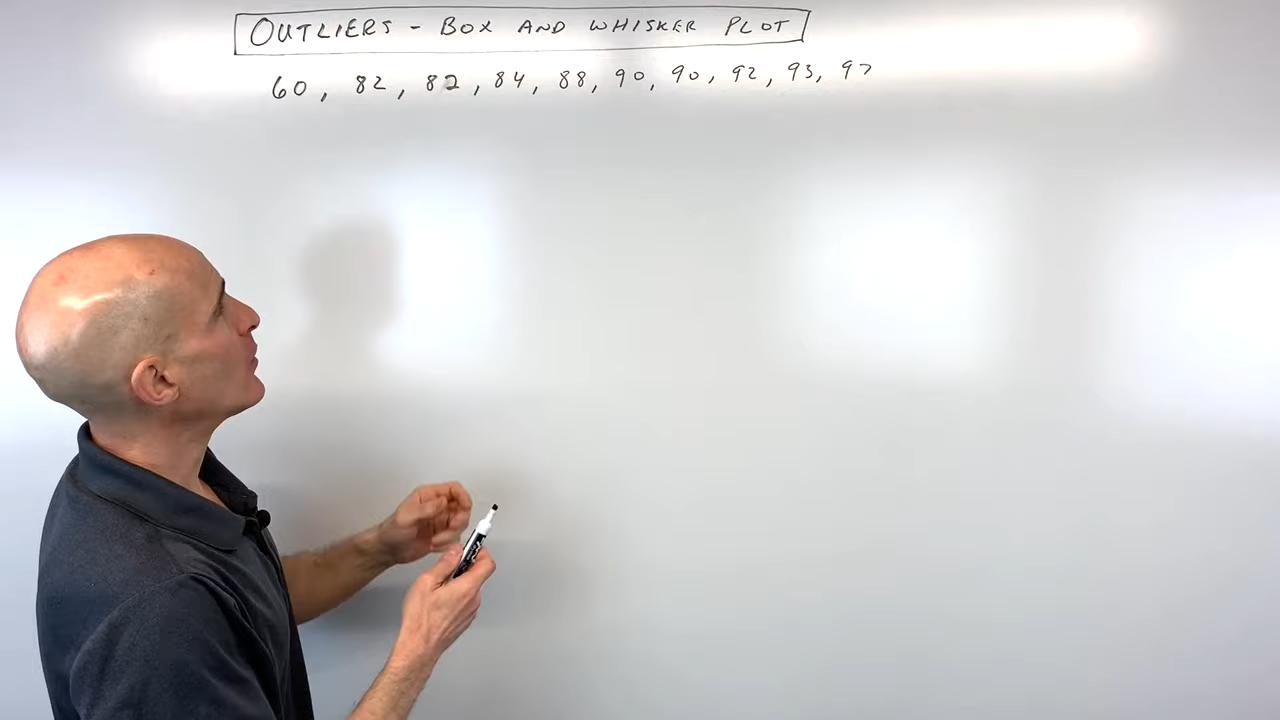 OUTLIERS - BOX AND WHISKER PLOT
60, 82, 82, 84, 88, 90, 90, 92, 93, 97